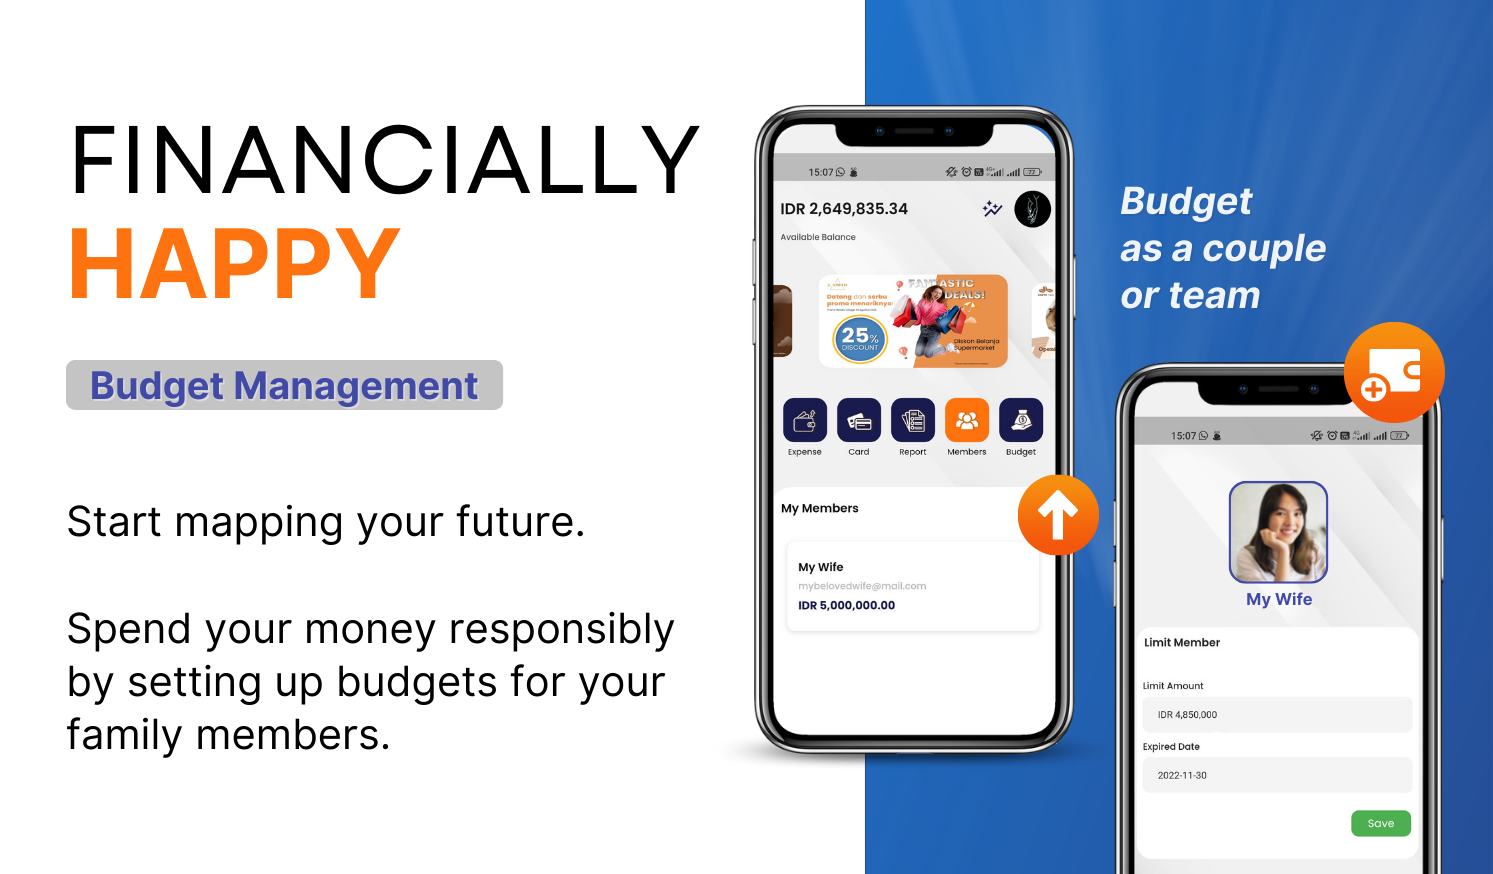 FINANCIALLY
HAPPY
Budget Management
Start mapping your future.
Spend your money responsibly
by setting up budgets for your
family members.
15:07
77
IDR 2,649,835.34
Available Balance
Datang dan serbu
promo menariknya!
25%
DISCOUNT
FANTASTIC
DEALS!
Diskon Belanja
Supermarket
Expense
Card
Report
Members
Budget
My Members
My Wife
mybelovedwife@mail.com
IDR 5,000,000.00
Budget
as a couple
or team
15:07
77
My Wife
Limit Member
Limit Amount
IDR 4,850,000
Expired Date
2022-11-30
Save